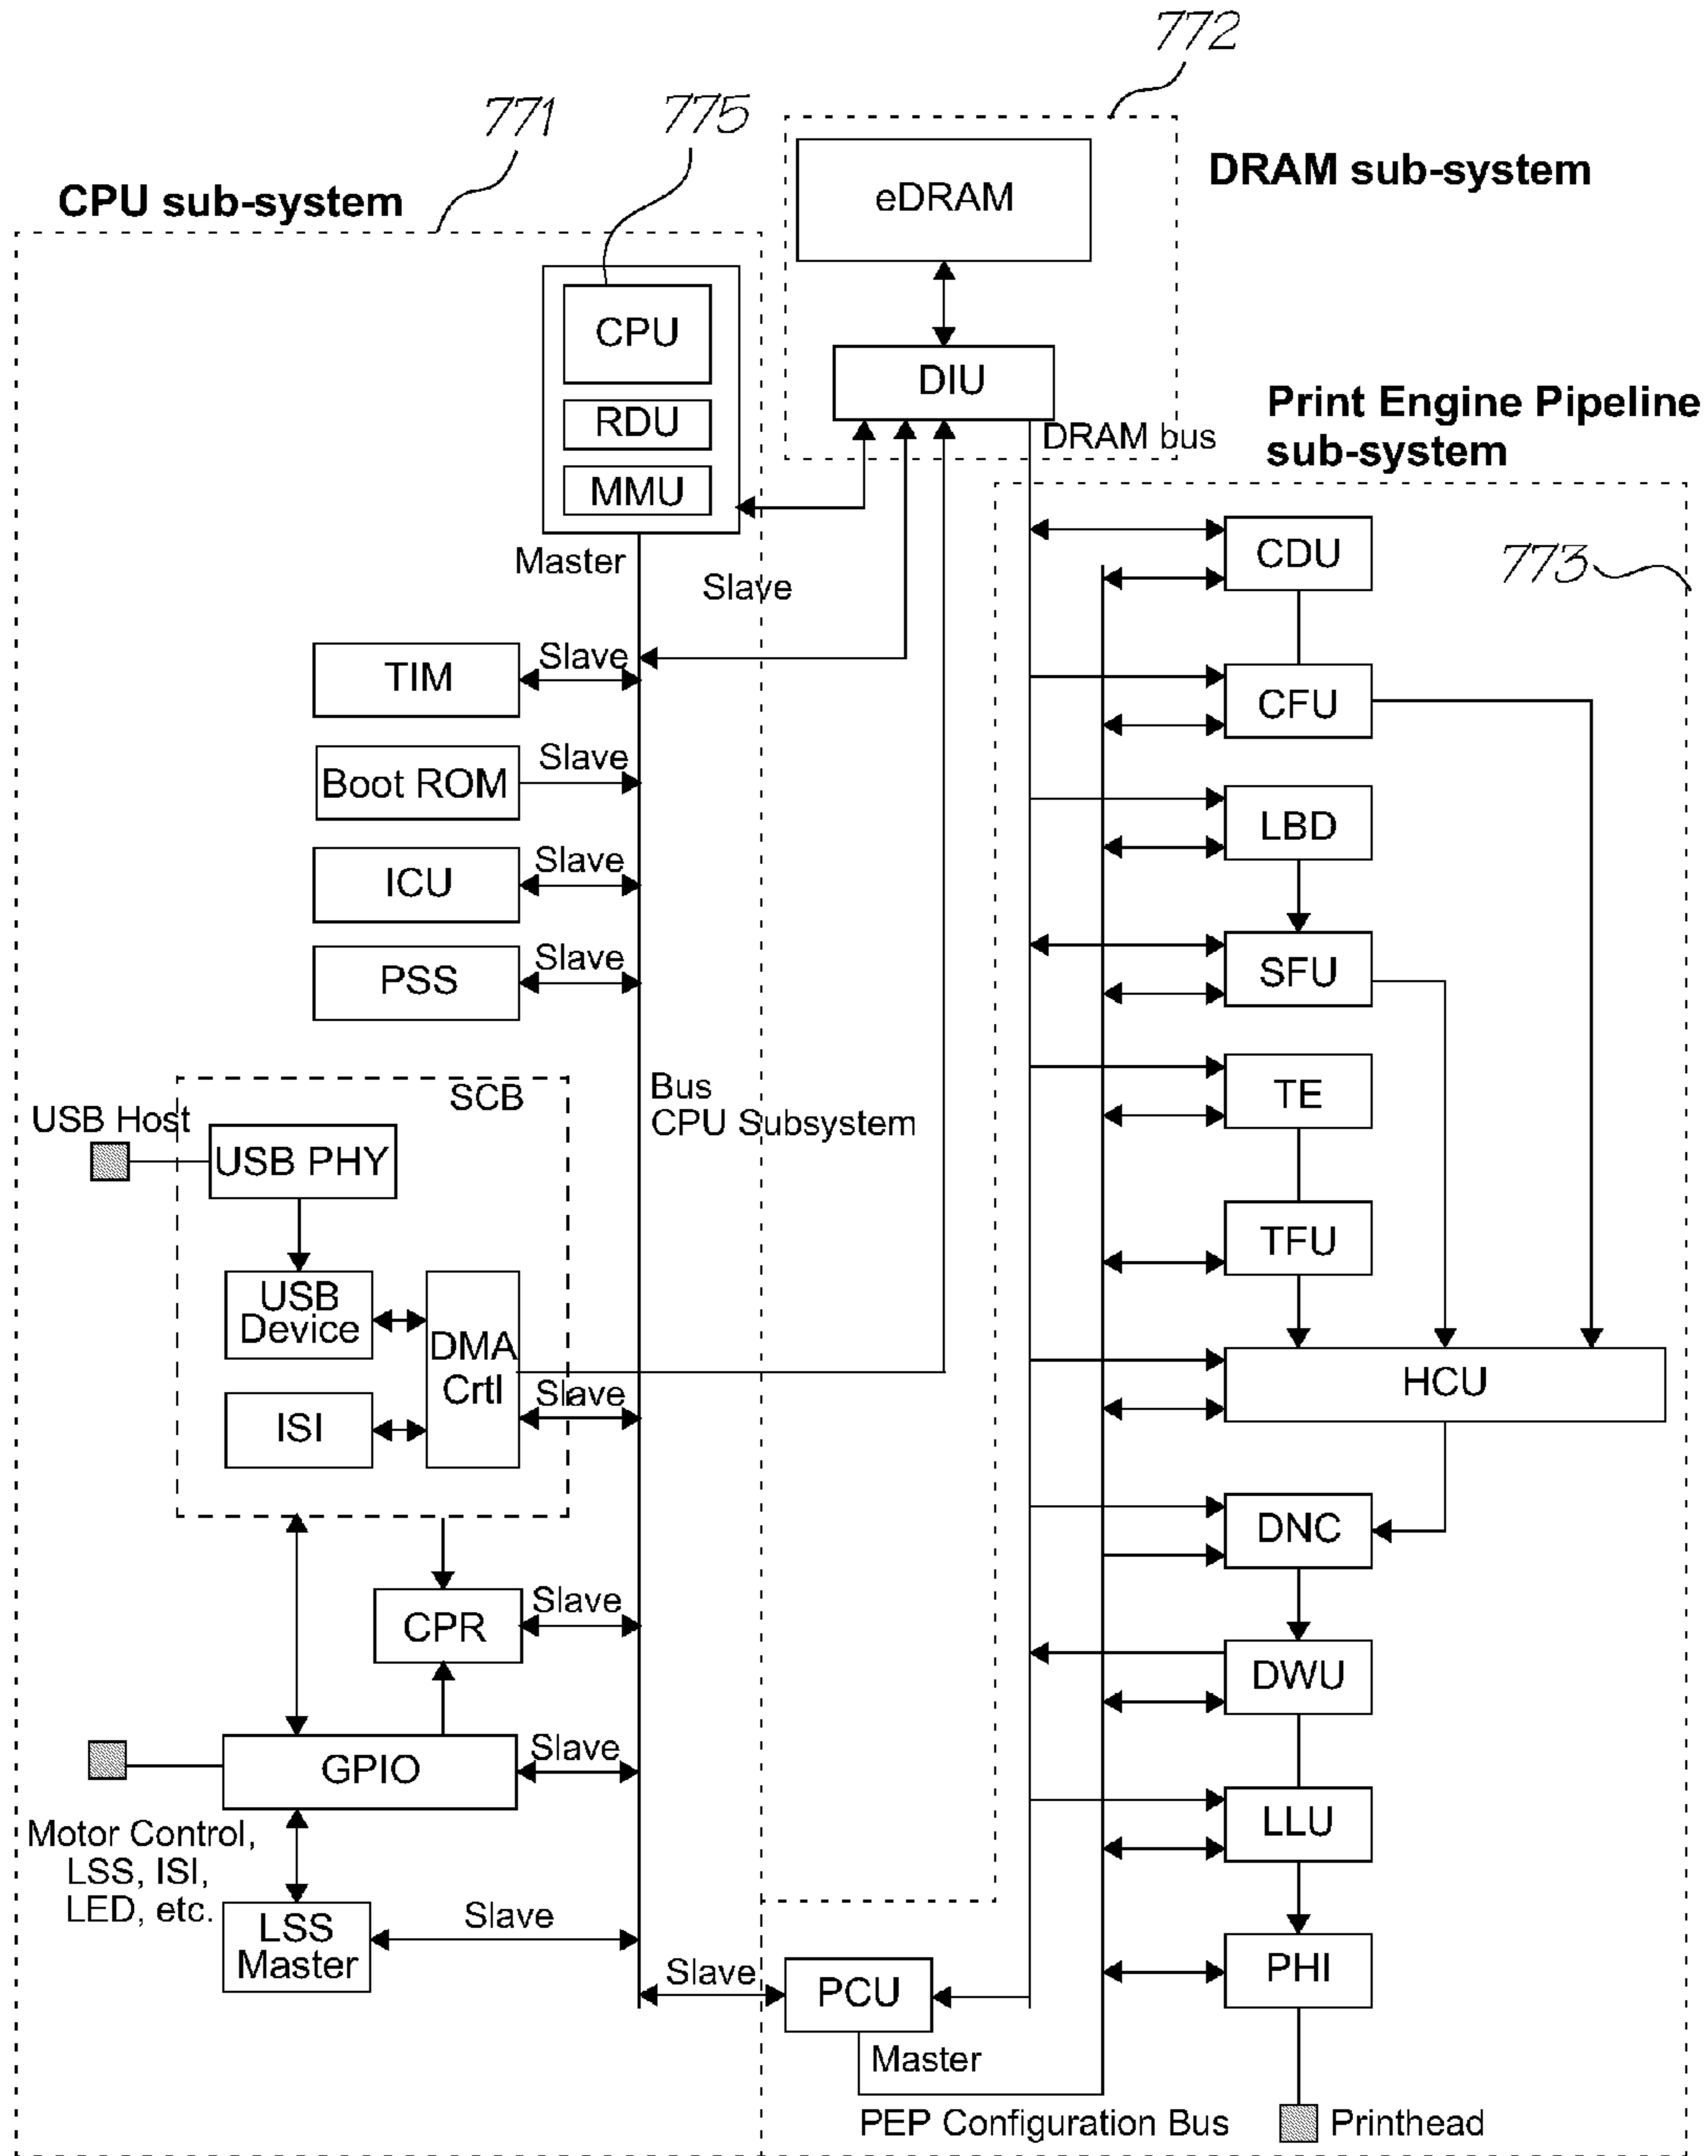 772
771
775
DRAM sub-system
CPU sub-system
eDRAM
CPU
DIU
Print Engine Pipeline
sub-system
RDU
DRAM bus
MMU
Master
Slave
CDU
773
TIM
Slave
CFU
Boot ROM
Slave
LBD
ICU
Slave
PSS
Slave
SFU
SCB
Bus
CPU Subsystem
TE
USB Host
USB PHY
TFU
USB
Device
DMA
Crtl
Slave
HCU
ISI
DNC
CPR
Slave
DWU
GPIO
Slave
LLU
Motor Control,
LSS, ISI,
LED, etc.
LSS
Master
Slave
Slave
PCU
PHI
Master
PEP Configuration Bus
Printhead